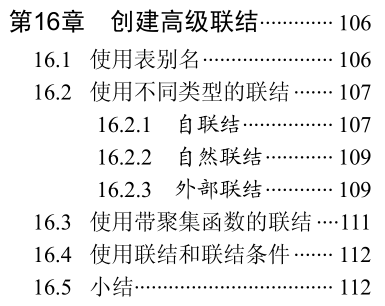 第16章 创建高级联结············· 106
16.1 使用表别名······················ 106
16.2 使用不同类型的联结······· 107
16.2.1 自联结················ 107
16.2.2 自然联结············ 109
16.2.3 外部联结············ 109
16.3 使用带聚集函数的联结····111
16.4 使用联结和联结条件······· 112
16.5 小结································· 112